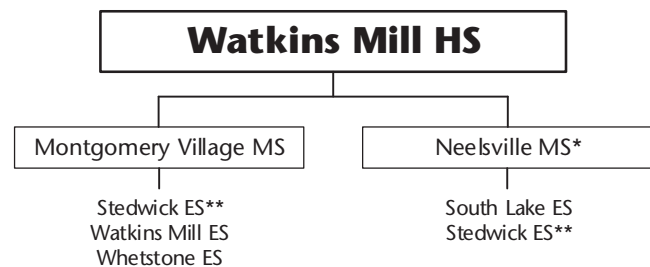 Watkins Mill HS
Montgomery Village MS
Neelsville MS*
Stedwick ES**
Watkins Mill ES
Whetstone ES
South Lake ES
Stedwick ES**